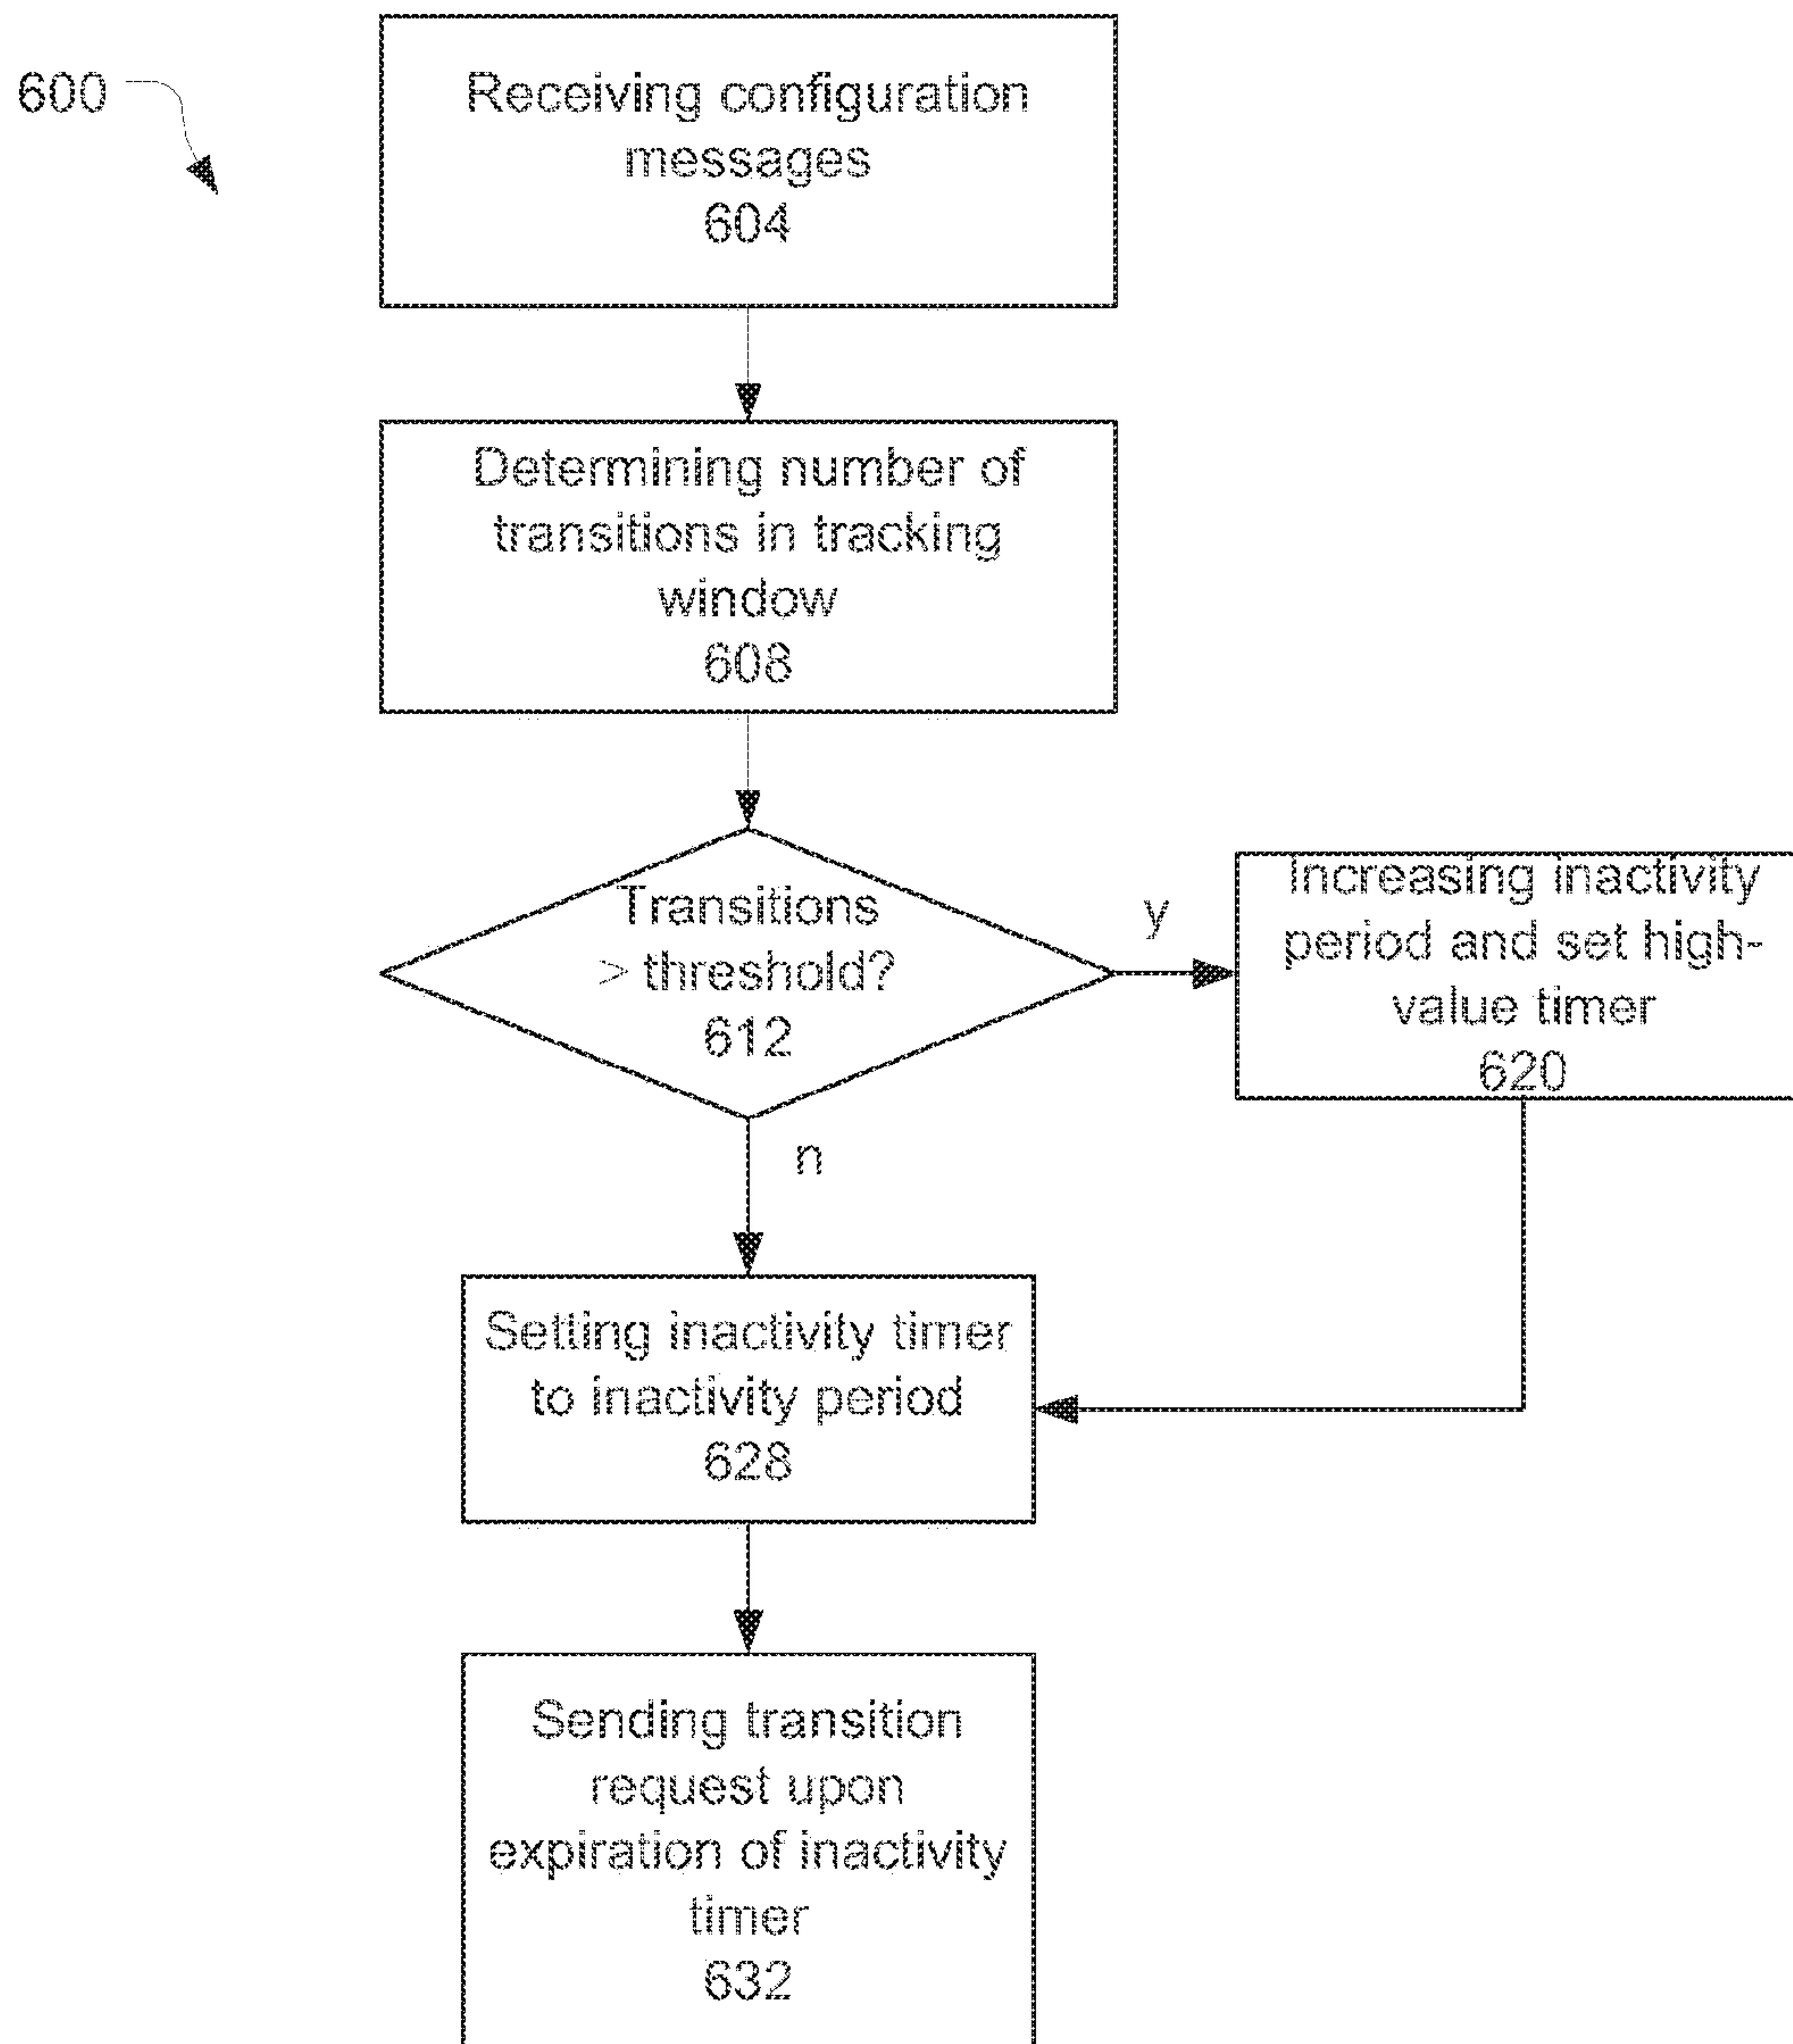 600
Receiving configuration
messages
604
Determining number of
transitions in tracking
window
608
Transitions
> threshold?
612
y
Increasing inactivity
period and set high-
value timer
620
n
Setting inactivity timer
to inactivity period
628
Sending transition
request upon
expiration of inactivity
timer
632